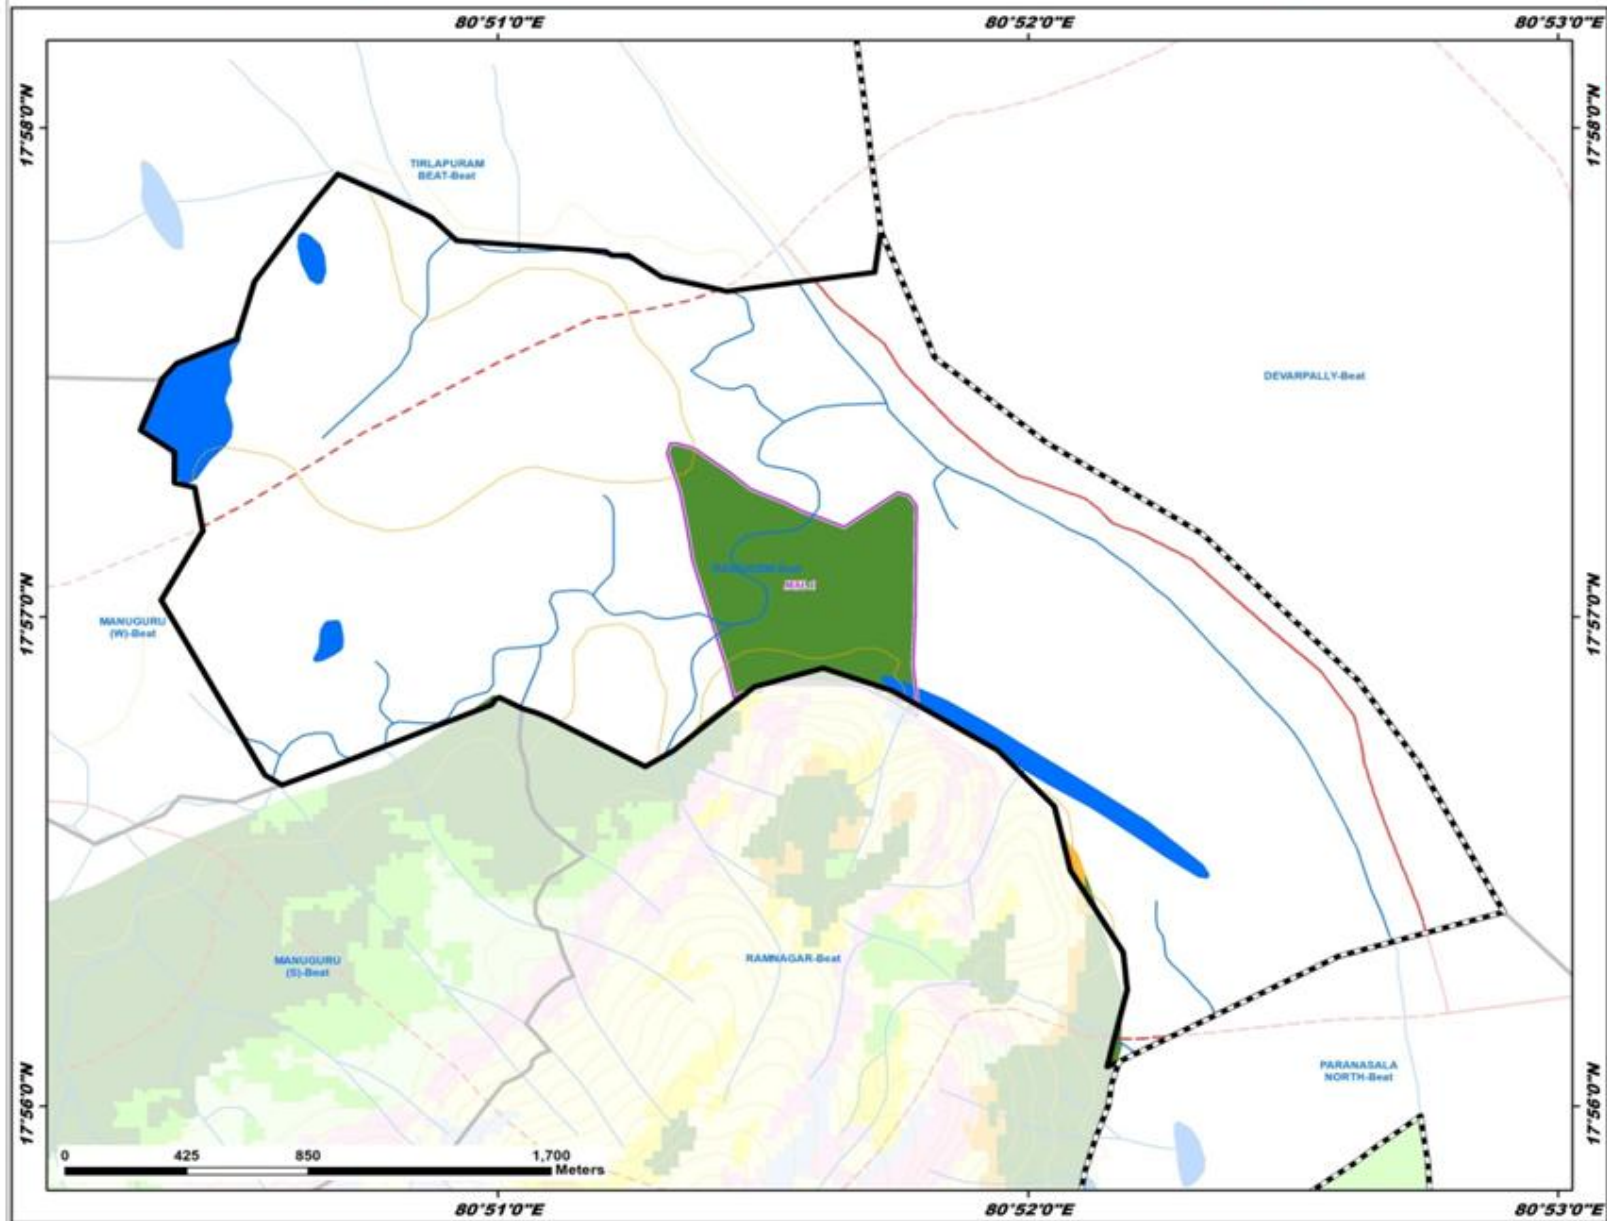 80°51'0"E
80°52'0"E
80°53'0"E
17°58'0"N
17°58'0"N
TIRLAPURAM
BEAT-Beat
DEVARPALLY-Beat
MALI
17°57'0"N
17°57'0"N
MANUGURU
(W)-Beat
MANUGURU
(S)-Beat
RAMNAGAR-Beat
PARANASALA
NORTH-Beat
17°56'0"N
17°56'0"N
0 425 850 1,700
Meters
80°51'0"E
80°52'0"E
80°53'0"E